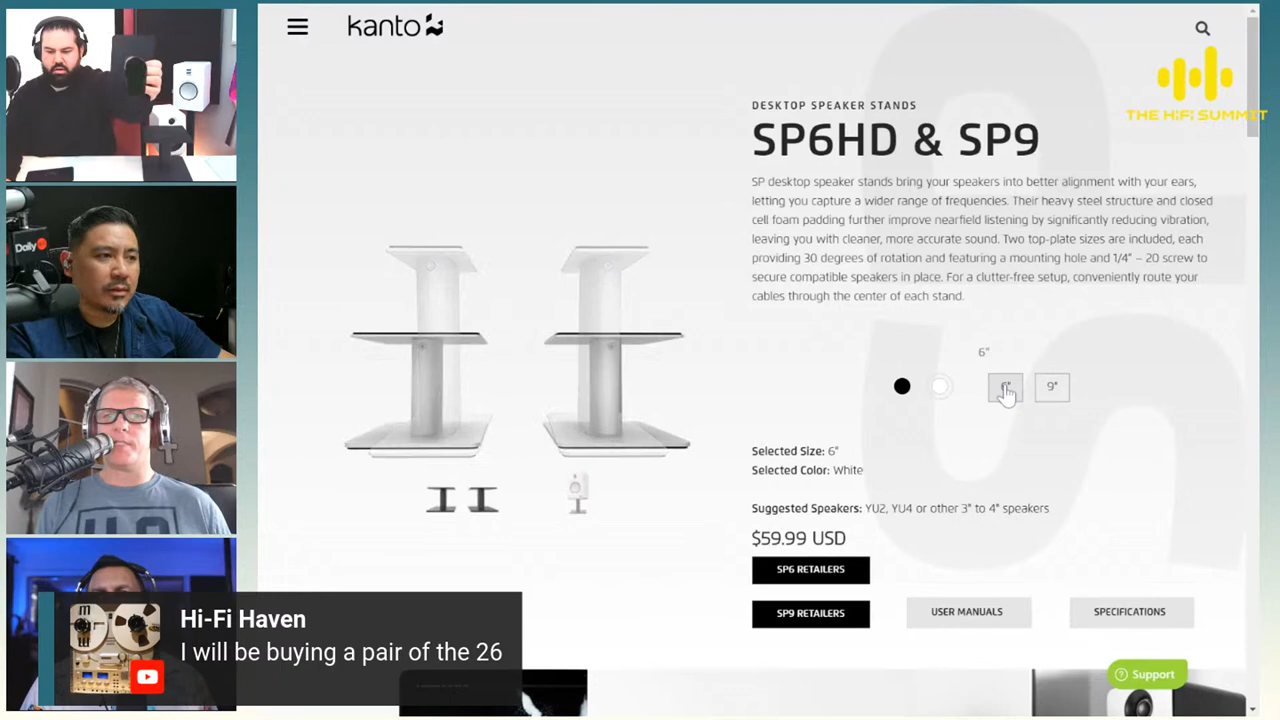 kanto
THE HiFi SUMMIT
DESKTOP SPEAKER STANDS
SP6HD & SP9
SP desktop speaker stands bring your speakers into better alignment with your ears,
letting you capture a wider range of frequencies. Their heavy steel structure and closed
cell foam padding further improve nearfield listening by significantly reducing vibration,
leaving you with cleaner, more accurate sound. Two top-plate sizes are included, each
providing 30 degrees of rotation and featuring a mounting hole and 1/4" – 20 screw to
secure compatible speakers in place. For a clutter-free setup, conveniently route your
cables through the center of each stand.
6"
6" 9"
Selected Size: 6"
Selected Color: White
Suggested Speakers: YU2, YU4 or other 3" to 4" speakers
$59.99 USD
SP6 RETAILERS
SP9 RETAILERS
USER MANUALS
SPECIFICATIONS
Support
Daily
Hi-Fi Haven
I will be buying a pair of the 26